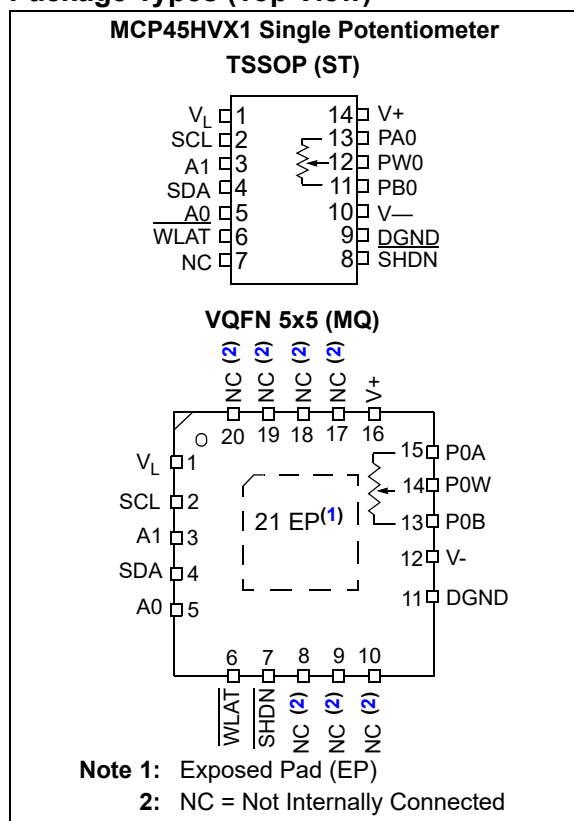 Package Types (Top View)
MCP45HVX1 Single Potentiometer
TSSOP (ST)
VL 1 14 V+
SCL 2 13 PA0
A1 3 12 PW0
SDA 4 11 PB0
A0 5 10 V—
WLAT 6 9 DGND
NC 7 8 SHDN
VQFN 5x5 (MQ)
NC (2) NC (2) NC (2) NC (2) V+
20 19 18 17 16
VL 1 15 P0A
SCL 2 14 P0W
A1 3 21 EP(1) 13 P0B
SDA 4 12 V-
A0 5 11 DGND
6 7 8 9 10
WLAT SHDN NC (2) NC (2) NC (2)
Note 1: Exposed Pad (EP)
2: NC = Not Internally Connected